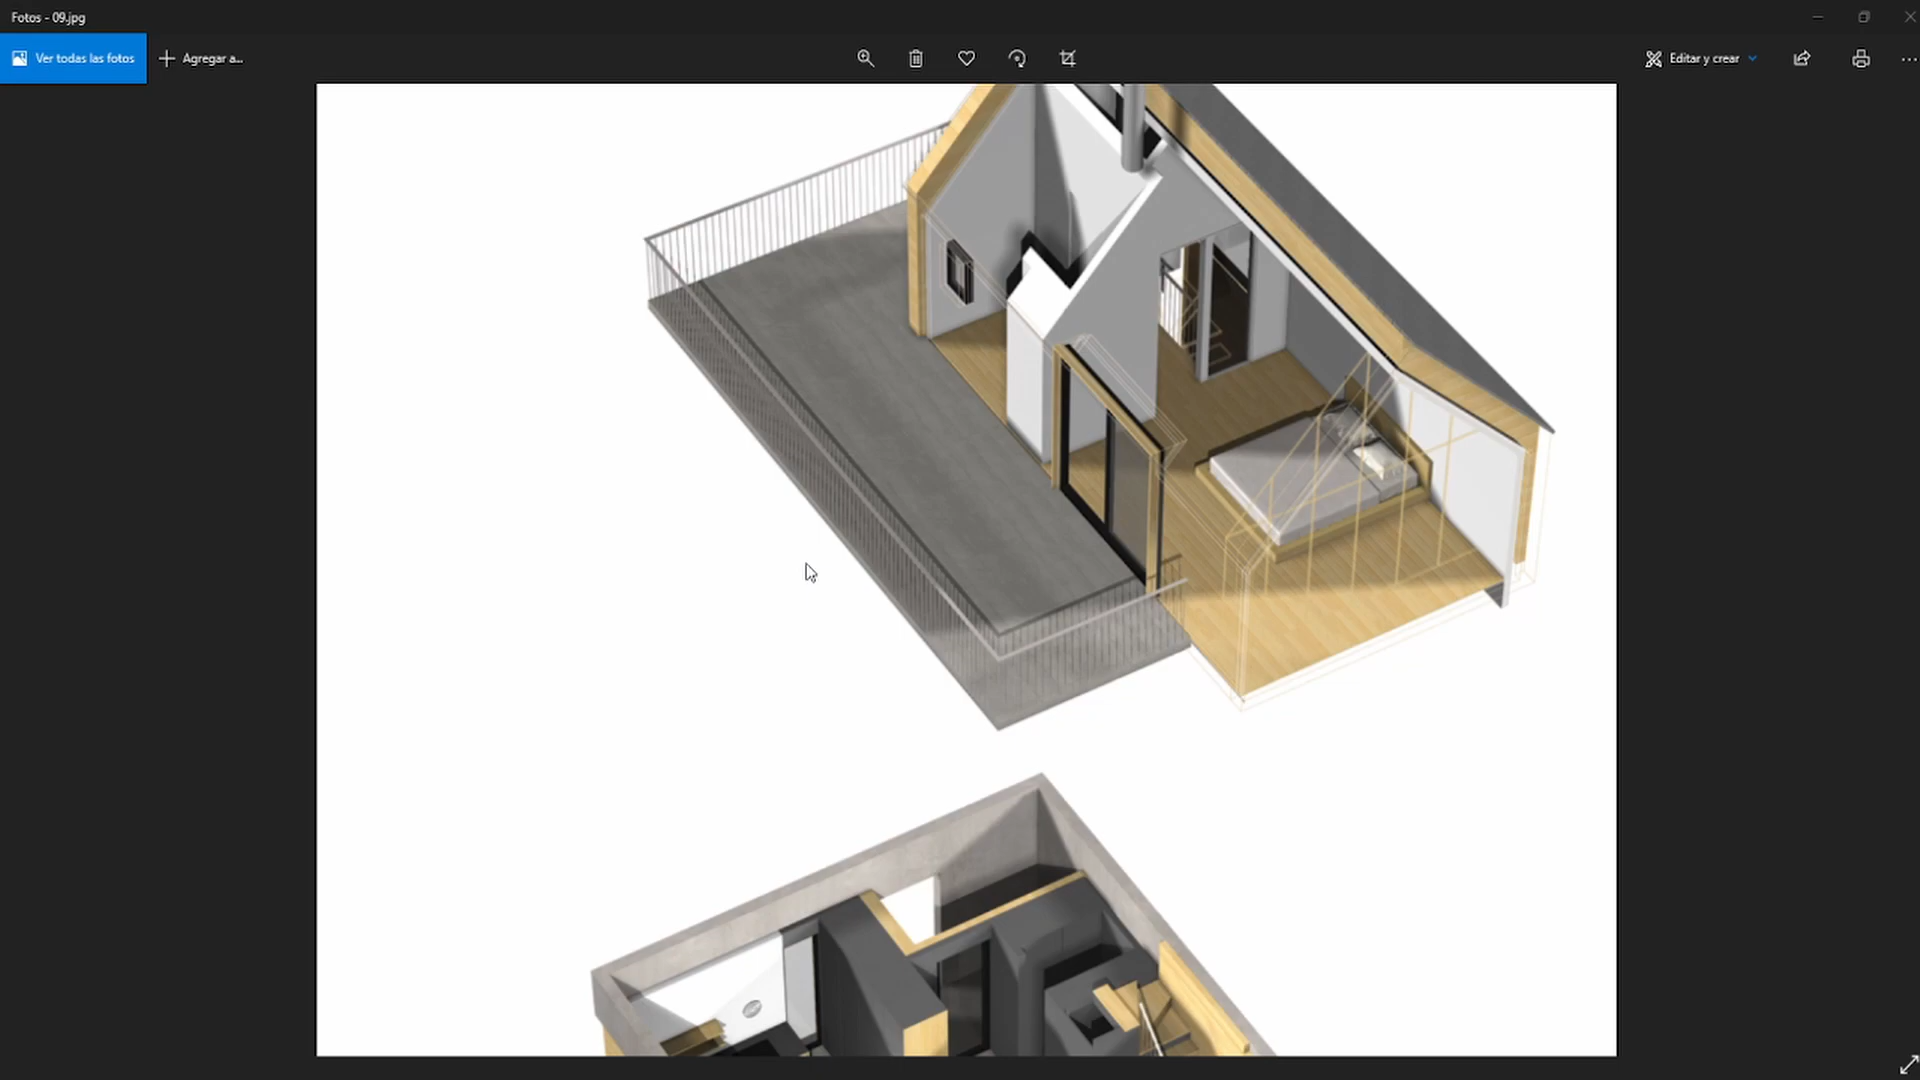 Fotos - 09.jpg
Ver todas las fotos
Agregar a...
Editar y crear